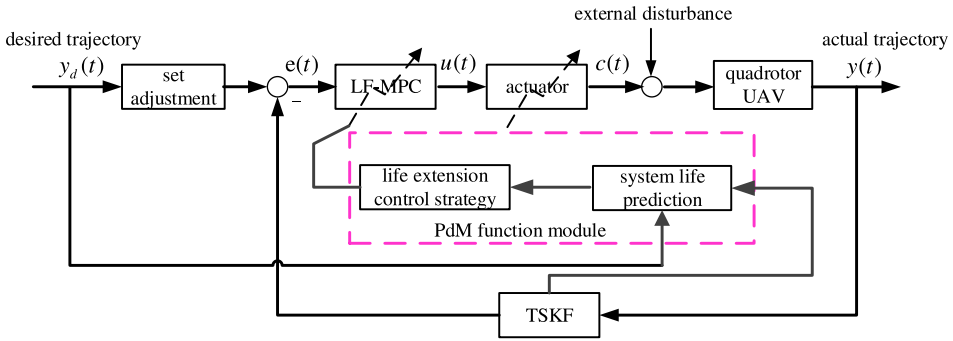 external disturbance
desired trajectory
actual trajectory
y_d(t)
set
adjustment
e(t)
−
LF-MPC
u(t)
actuator
c(t)
quadrotor
UAV
y(t)
life extension
control strategy
system life
prediction
PdM function module
TSKF